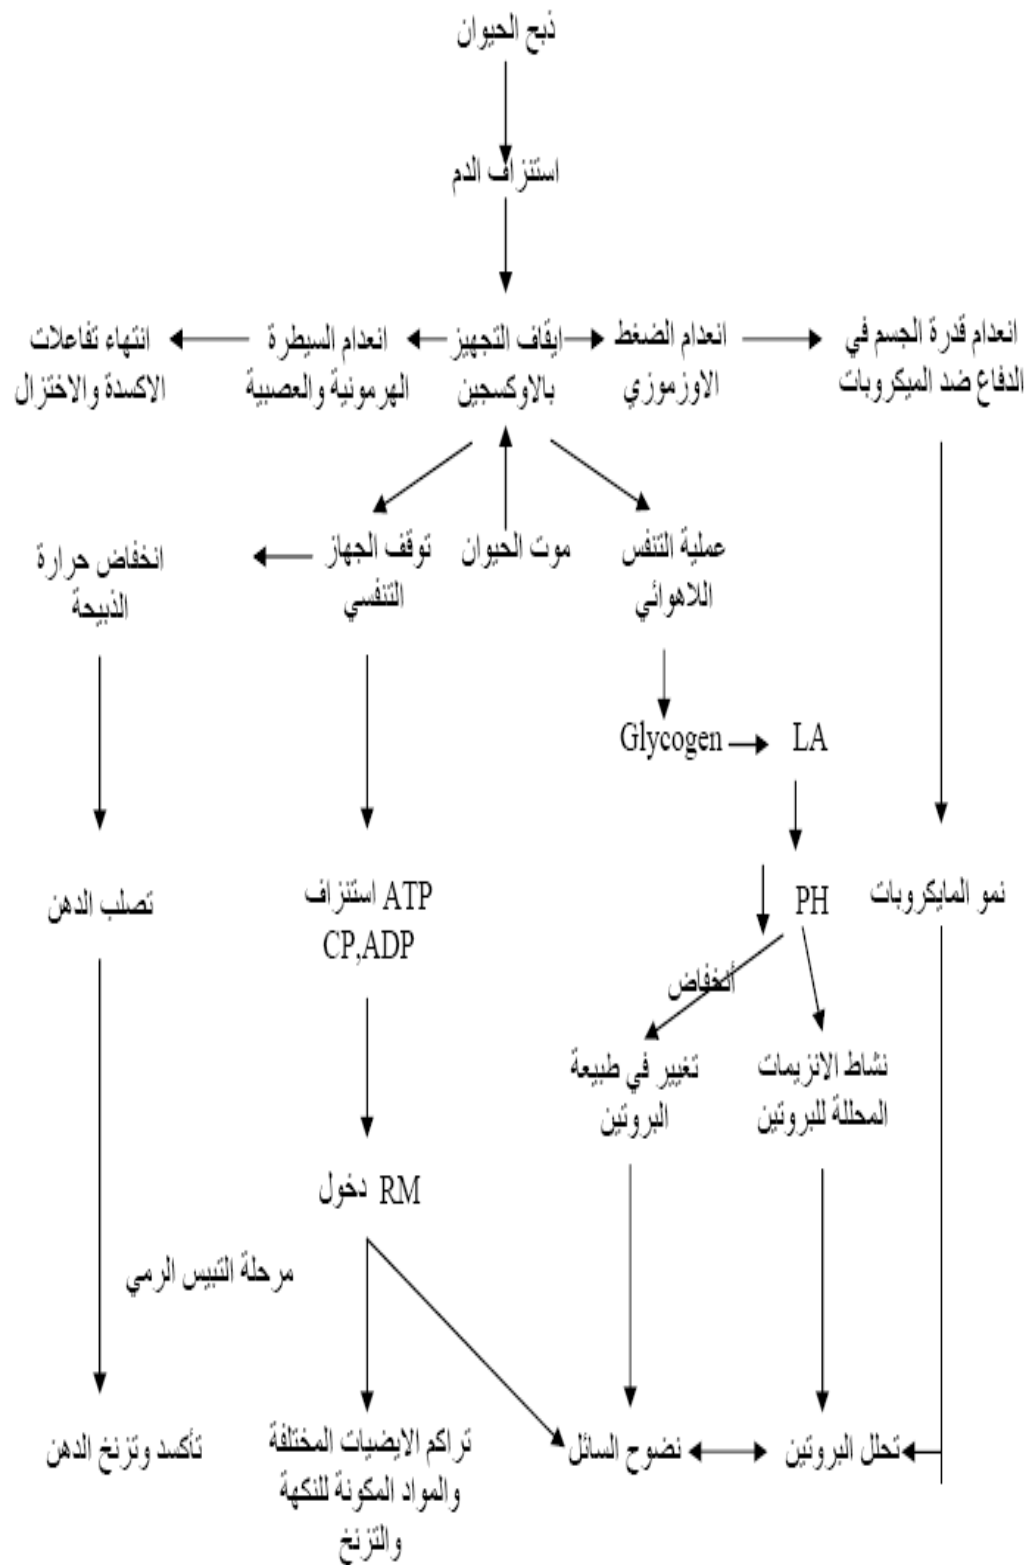 ذبح الحيوان
استنزاف الدم
انعدام قدرة الجسم في
الدفاع ضد الميكروبات
انعدام الضغط
الاوزموزي
ايقاف التجهيز
بالاوكسجين
انعدام السيطرة
الهرمونية والعصبية
انتهاء تفاعلات
الاكسدة والاختزال
عملية التنفس
اللاهوائي
موت الحيوان
توقف الجهاز
التنفسي
انخفاض حرارة
الذبيحة
Glycogen
LA
نمو المايكروبات
PH
استنزاف ATP
CP,ADP
تصلب الدهن
أنخفاض
نشاط الانزيمات
المحللة للبروتين
تغيير في طبيعة
البروتين
دخول RM
مرحلة التيبس الرمي
تحلل البروتين
نضوح السائل
تراكم الايضيات المختلفة
والمواد المكونة للنكهة
والتزنخ
تأكسد وتزنخ الدهن